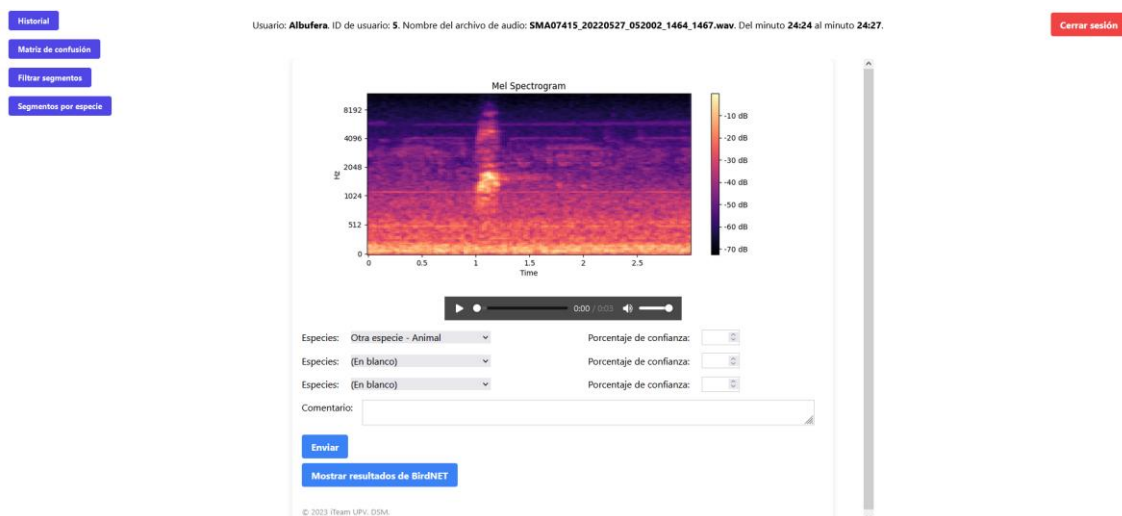 Historial
Matriz de confusión
Filtrar segmentos
Segmentos por especie
Usuario: Albufera. ID de usuario: 5. Nombre del archivo de audio: SMA07415_20220527_052002_1464_1467.wav. Del minuto 24:24 al minuto 24:27.
Cerrar sesión
Mel Spectrogram
8192
4096
2048
1024
512
0
Hz
0 0.5 1 1.5 2 2.5
Time
-10 dB
-20 dB
-30 dB
-40 dB
-50 dB
-60 dB
-70 dB
0:00 / 0:03
Especies: Otra especie - Animal Porcentaje de confianza:
Especies: (En blanco) Porcentaje de confianza:
Especies: (En blanco) Porcentaje de confianza:
Comentario:
Enviar
Mostrar resultados de BirdNET
© 2023 iTeam UPV. DSM.